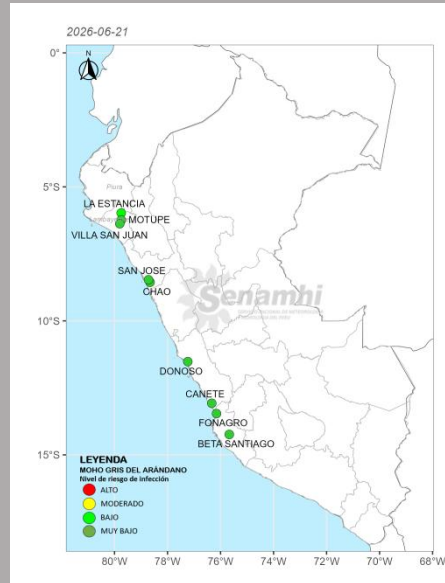 2026-06-21
N
0°
5°S
10°S
15°S
Piura
LA ESTANCIA
MOTUPE
VILLA SAN JUAN
SAN JOSE
CHAO
Senamhi
DONOSO
CANETE
FONAGRO
BETA SANTIAGO
LEYENDA
MOHO GRIS DEL ARÁNDANO
Nivel de riesgo de infección
ALTO
MODERADO
BAJO
MUY BAJO
80°W 78°W 76°W 74°W 72°W 70°W 68°W